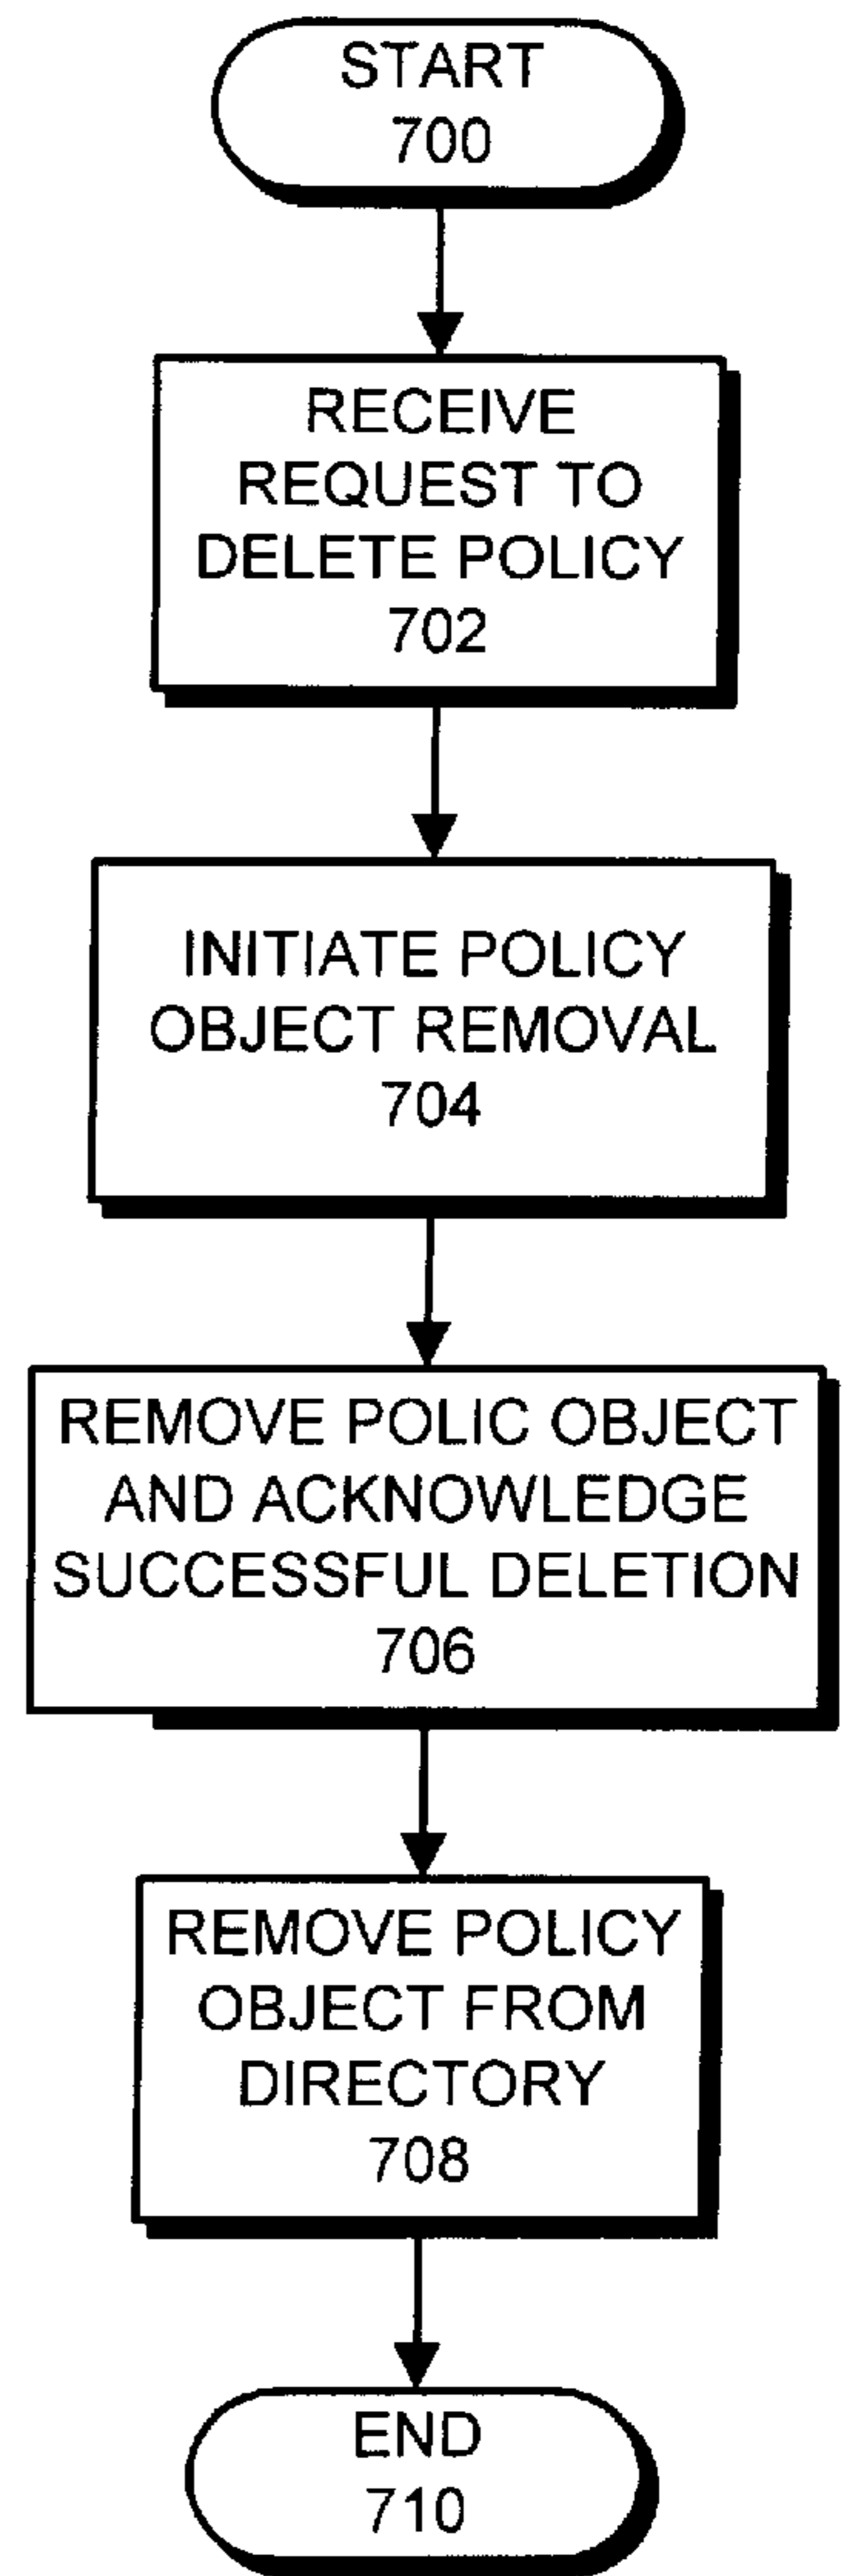 START
700
RECEIVE
REQUEST TO
DELETE POLICY
702
INITIATE POLICY
OBJECT REMOVAL
704
REMOVE POLIC OBJECT
AND ACKNOWLEDGE
SUCCESSFUL DELETION
706
REMOVE POLICY
OBJECT FROM
DIRECTORY
708
END
710